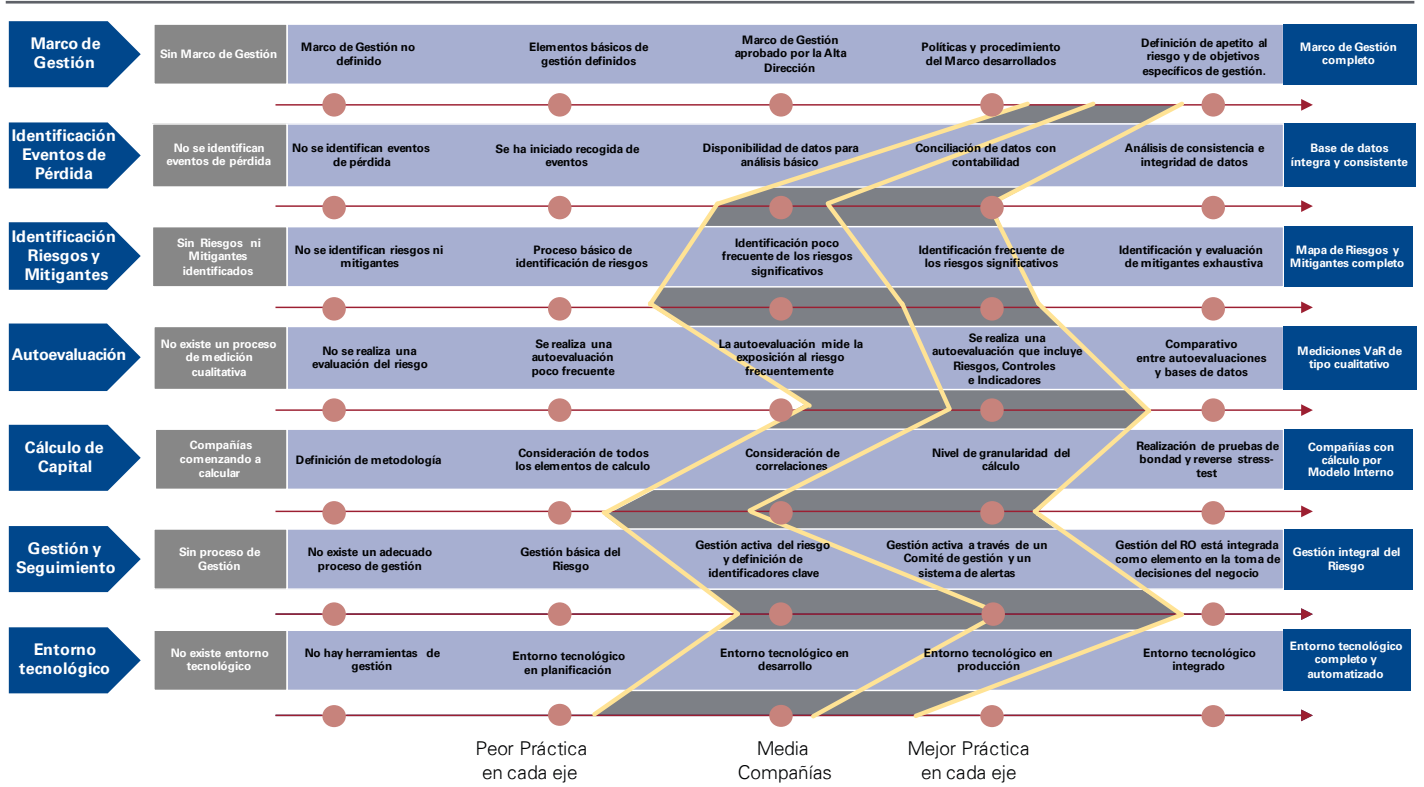 Marco de
Gestión
Sin Marco de Gestión
Marco de Gestión no
definido
Elementos básicos de
gestión definidos
Marco de Gestión
aprobado por la Alta
Dirección
Políticas y procedimiento
del Marco desarrollados
Definición de apetito al
riesgo y de objetivos
específicos de gestión.
Marco de Gestión
completo
Identificación
Eventos de
Pérdida
No se identifican
eventos de pérdida
No se identifican eventos
de pérdida
Se ha iniciado recogida de
eventos
Disponibilidad de datos para
análisis básico
Conciliación de datos con
contabilidad
Análisis de consistencia e
integridad de datos
Base de datos
íntegra y consistente
Identificación
Riesgos y
Mitigantes
Sin Riesgos ni
Mitigantes
identificados
No se identifican riesgos ni
mitigantes
Proceso básico de
identificación de riesgos
Identificación poco
frecuente de los riesgos
significativos
Identificación frecuente de
los riesgos significativos
Identificación y evaluación
de mitigantes exhaustiva
Mapa de Riesgos y
Mitigantes completo
Autoevaluación
No existe un proceso
de medición
cualitativa
No se realiza una
evaluación del riesgo
Se realiza una
autoevaluación
poco frecuente
La autoevaluación mide la
exposición al riesgo
frecuentemente
Se realiza una
autoevaluación que incluye
Riesgos, Controles
e Indicadores
Comparativo
entre autoevaluaciones
y bases de datos
Mediciones VaR de
tipo cualitativo
Cálculo de
Capital
Compañías
comenzando a
calcular
Definición de metodología
Consideración de todos
los elementos de calculo
Consideración de
correlaciones
Nivel de granularidad del
cálculo
Realización de pruebas de
bondad y reverse stress-
test
Compañías con
cálculo por
Modelo Interno
Gestión y
Seguimiento
Sin proceso de
Gestión
No existe un adecuado
proceso de gestión
Gestión básica del
Riesgo
Gestión activa del riesgo
y definición de
identificadores clave
Gestión activa a través de un
Comité de gestión y un
sistema de alertas
Gestión del RO está integrada
como elemento en la toma de
decisiones del negocio
Gestión integral del
Riesgo
Entorno
tecnológico
No existe entorno
tecnológico
No hay herramientas de
gestión
Entorno tecnológico
en planificación
Entorno tecnológico en
desarrollo
Entorno tecnológico en
producción
Entorno tecnológico
integrado
Entorno tecnológico
completo y
automatizado
Peor Práctica
en cada eje
Media
Compañías
Mejor Práctica
en cada eje